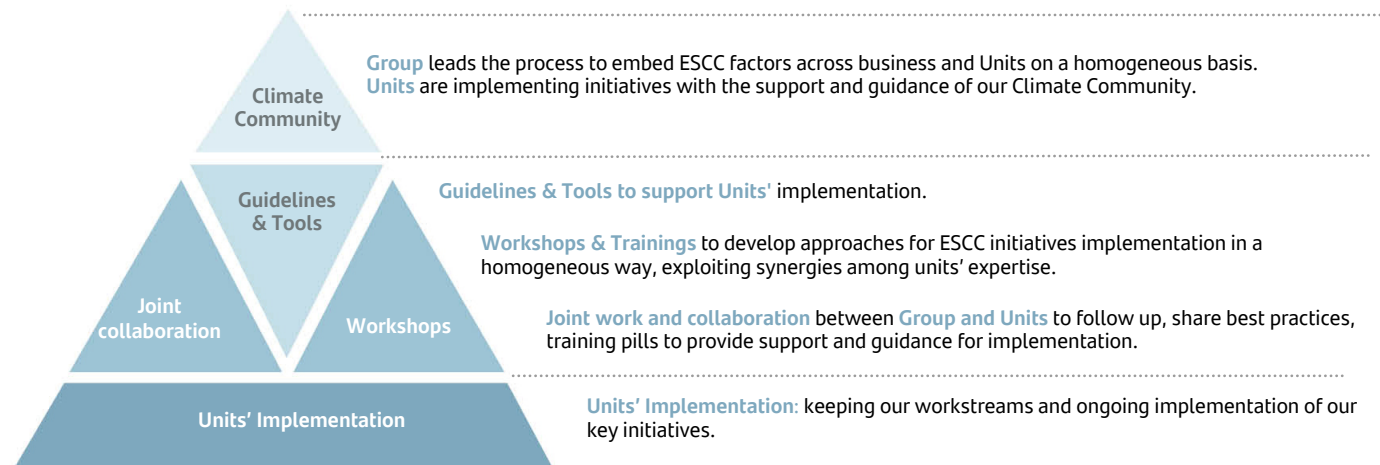 Climate
Community
Group leads the process to embed ESCC factors across business and Units on a homogeneous basis.
Units are implementing initiatives with the support and guidance of our Climate Community.
Guidelines
& Tools
Guidelines & Tools to support Units' implementation.
Workshops & Trainings to develop approaches for ESCC initiatives implementation in a
homogeneous way, exploiting synergies among units’ expertise.
Joint
collaboration
Workshops
Joint work and collaboration between Group and Units to follow up, share best practices,
training pills to provide support and guidance for implementation.
Units’ Implementation
Units’ Implementation: keeping our workstreams and ongoing implementation of our
key initiatives.